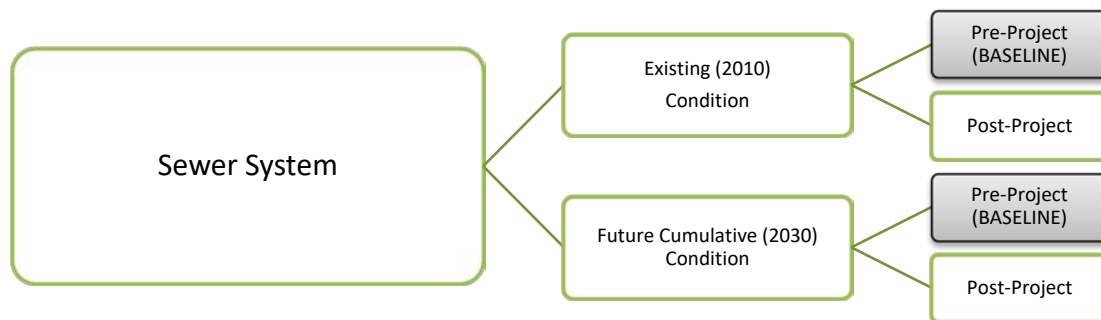 Sewer System
Existing (2010)
Condition
Pre-Project
(BASELINE)
Post-Project
Future Cumulative (2030)
Condition
Pre-Project
(BASELINE)
Post-Project